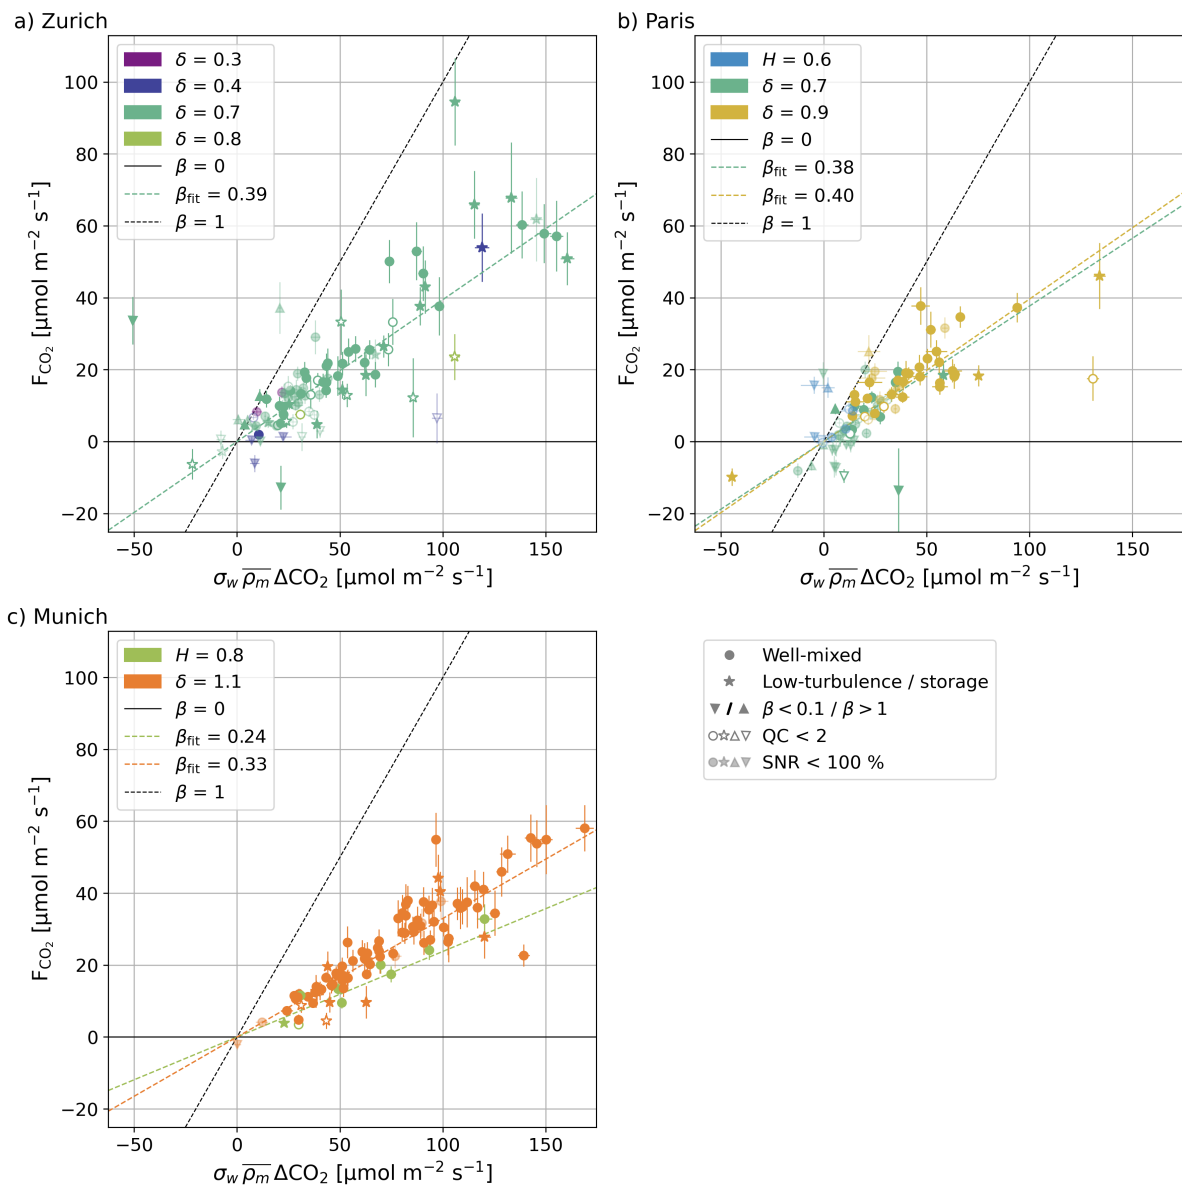 a) Zurich
δ = 0.3
δ = 0.4
δ = 0.7
δ = 0.8
β = 0
β_fit = 0.39
β = 1
100
80
60
40
20
0
−20
−50
0
50
100
150
F_CO₂ [µmol m⁻² s⁻¹]
σ_w ρ̅_m̅ ΔCO₂ [µmol m⁻² s⁻¹]
b) Paris
H = 0.6
δ = 0.7
δ = 0.9
β = 0
β_fit = 0.38
β_fit = 0.40
β = 1
100
80
60
40
20
0
−20
−50
0
50
100
150
F_CO₂ [µmol m⁻² s⁻¹]
σ_w ρ̅_m̅ ΔCO₂ [µmol m⁻² s⁻¹]
c) Munich
H = 0.8
δ = 1.1
β = 0
β_fit = 0.24
β_fit = 0.33
β = 1
100
80
60
40
20
0
−20
−50
0
50
100
150
F_CO₂ [µmol m⁻² s⁻¹]
σ_w ρ̅_m̅ ΔCO₂ [µmol m⁻² s⁻¹]
Well-mixed
Low-turbulence / storage
/ β < 0.1 / β > 1
QC < 2
SNR < 100 %